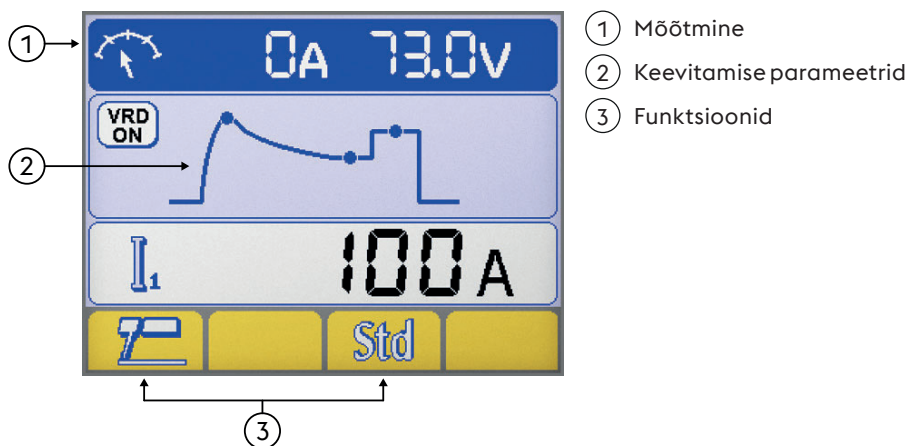 1
0A 73.0V
VRD
ON
2
I1
100A
Std
3
1 Mõõtmine
2 Keevitamise parameetrid
3 Funktsioonid